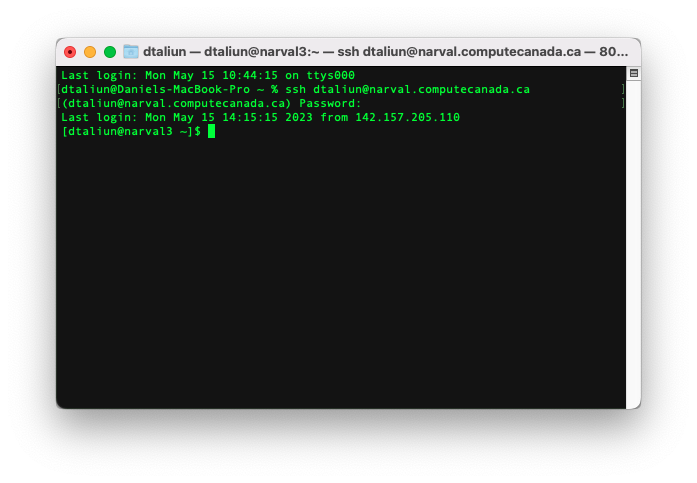 dtaliun — dtaliun@narval3:~ — ssh dtaliun@narval.computecanada.ca — 80...
Last login: Mon May 15 10:44:15 on ttys000
[dtaliun@Daniels-MacBook-Pro ~ % ssh dtaliun@narval.computecanada.ca ]
[(dtaliun@narval.computecanada.ca) Password: ]
Last login: Mon May 15 14:15:15 2023 from 142.157.205.110
[dtaliun@narval3 ~]$